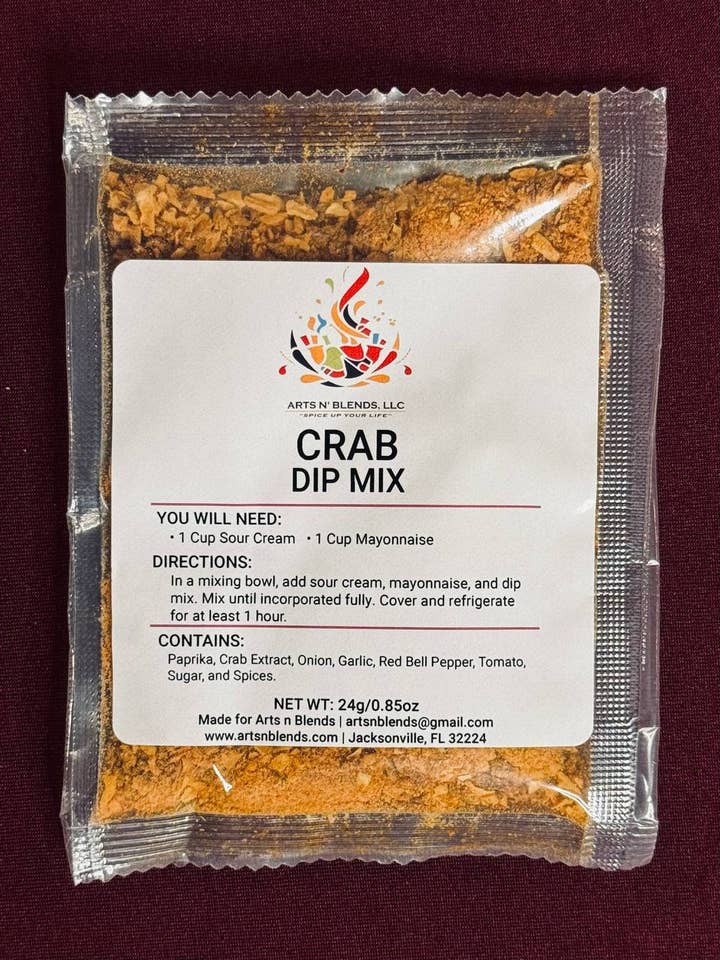 ARTS N' BLENDS, LLC
"SPICE UP YOUR LIFE"
CRAB
DIP MIX
YOU WILL NEED:
• 1 Cup Sour Cream • 1 Cup Mayonnaise
DIRECTIONS:
In a mixing bowl, add sour cream, mayonnaise, and dip
mix. Mix until incorporated fully. Cover and refrigerate
for at least 1 hour.
CONTAINS:
Paprika, Crab Extract, Onion, Garlic, Red Bell Pepper, Tomato,
Sugar, and Spices.
NET WT: 24g/0.85oz
Made for Arts n Blends | artsnblends@gmail.com
www.artsnblends.com | Jacksonville, FL 32224